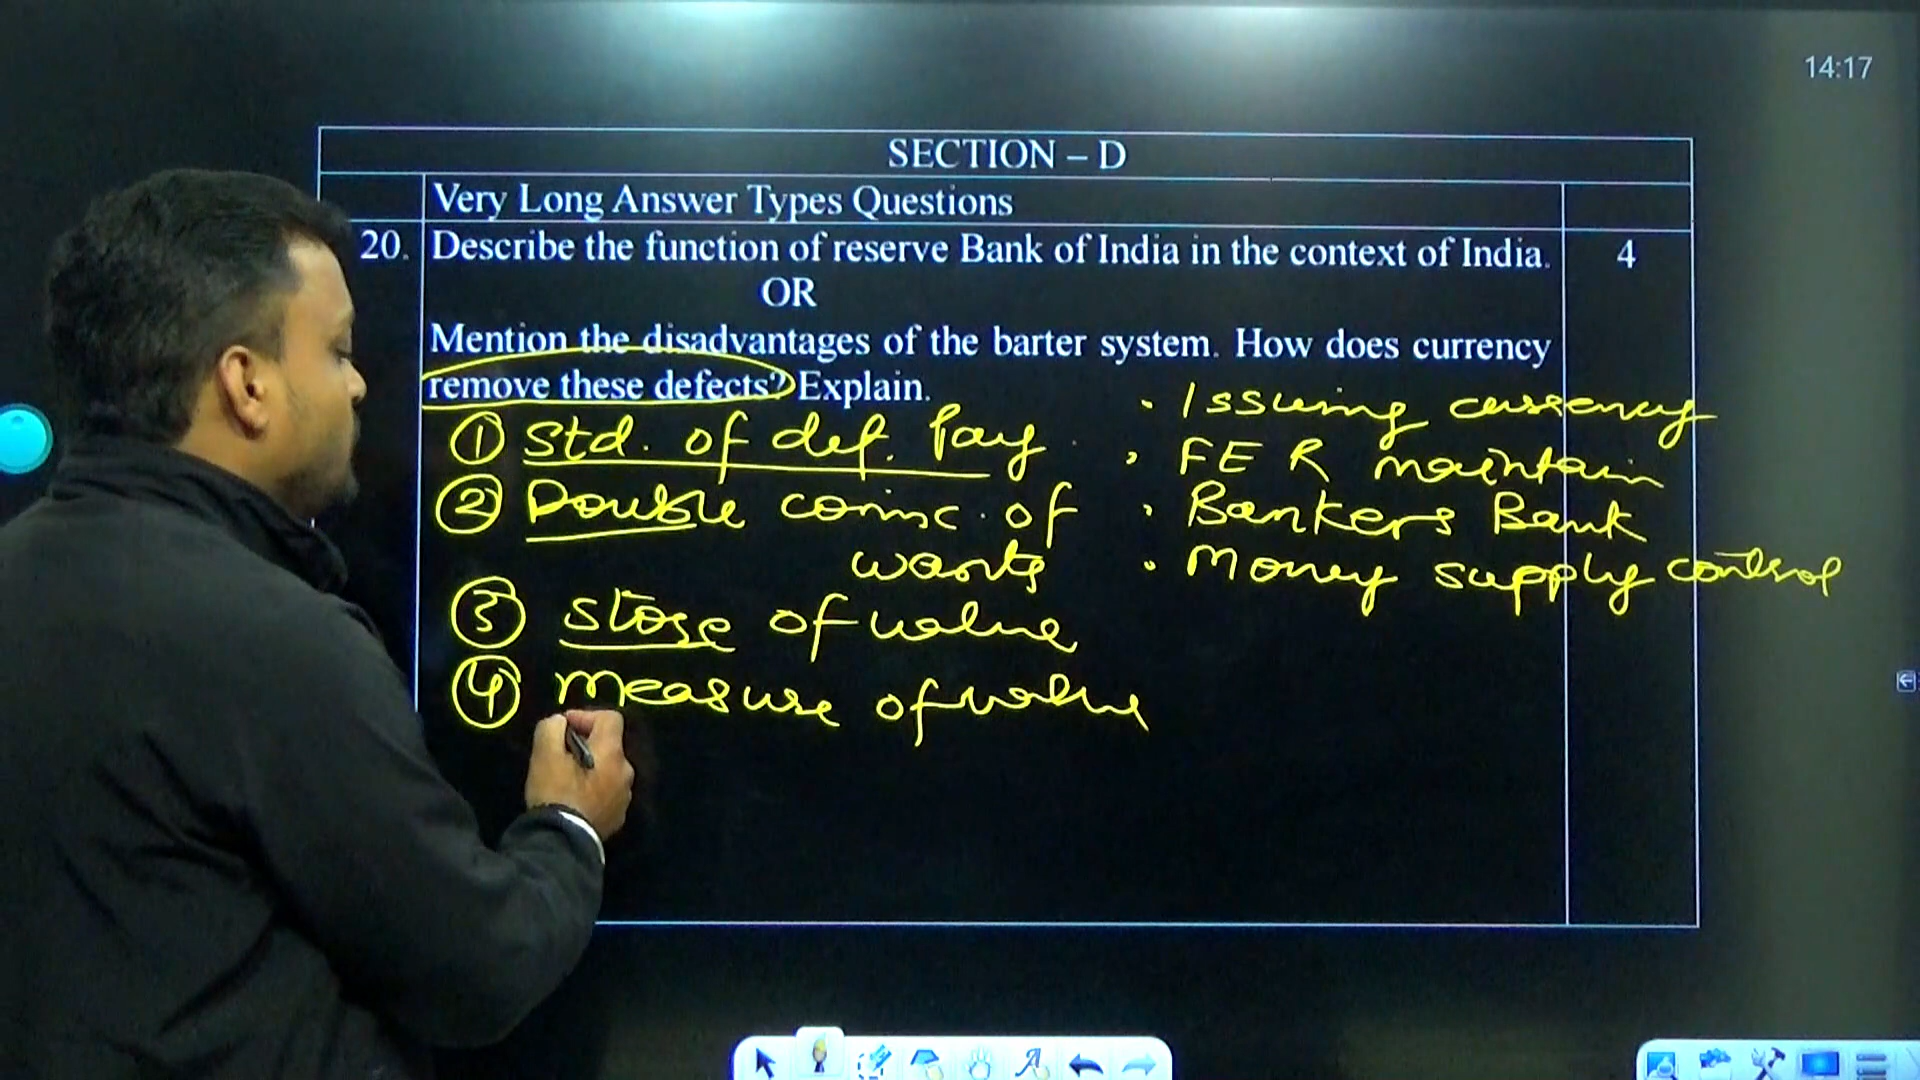 14:17
SECTION – D
Very Long Answer Types Questions
20. Describe the function of reserve Bank of India in the context of India. 4
OR
Mention the disadvantages of the barter system. How does currency
remove these defects? Explain.
① Std. of def. Pay
② Double coinc. of
wants
③ store of value
④ measure of value
· Issuing currency
· FER maintain
· Bankers Bank
· Money supply control